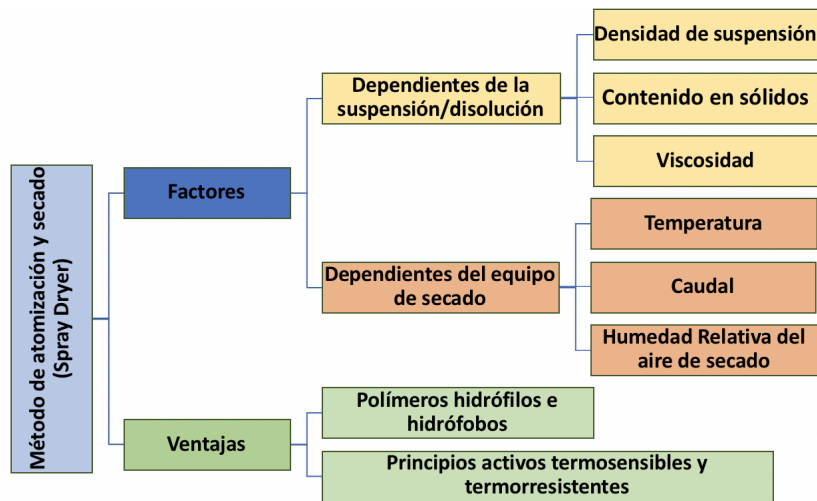 Método de atomización y secado
(Spray Dryer)
Factores
Dependientes de la
suspensión/disolución
Densidad de suspensión
Contenido en sólidos
Viscosidad
Dependientes del equipo
de secado
Temperatura
Caudal
Humedad Relativa del
aire de secado
Ventajas
Polímeros hidrófilos e
hidrófobos
Principios activos termosensibles y
termorresistentes